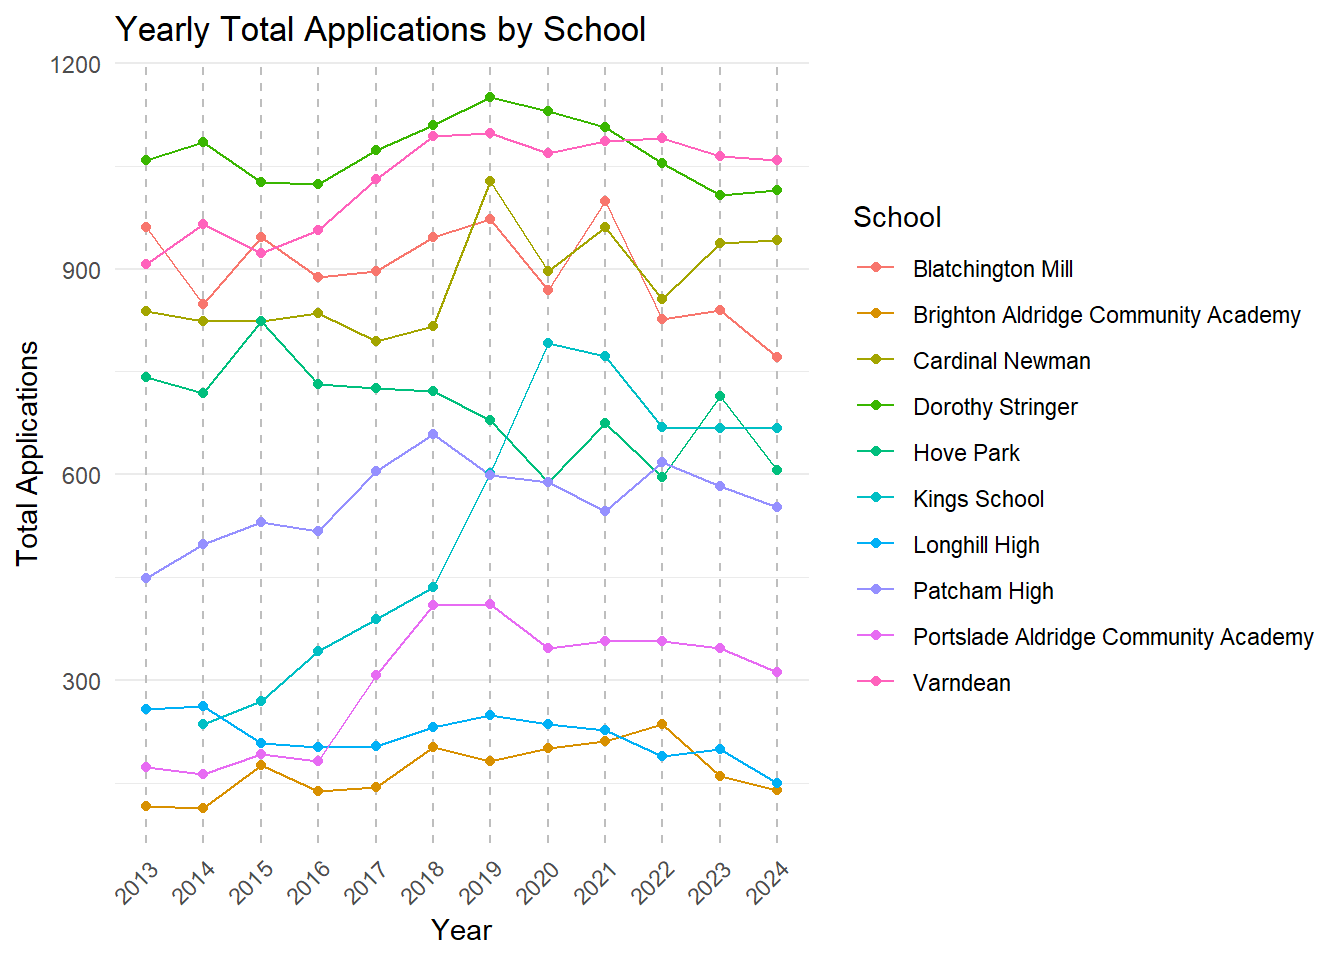 Yearly Total Applications by School
1200
900
600
300
Total Applications
2013
2014
2015
2016
2017
2018
2019
2020
2021
2022
2023
2024
Year
School
Blatchington Mill
Brighton Aldridge Community Academy
Cardinal Newman
Dorothy Stringer
Hove Park
Kings School
Longhill High
Patcham High
Portslade Aldridge Community Academy
Varndean